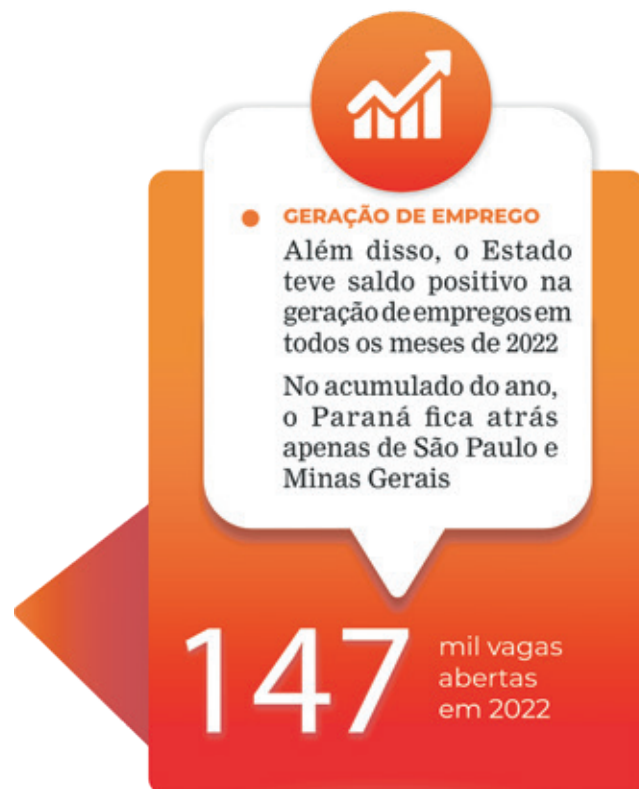 GERAÇÃO DE EMPREGO
Além disso, o Estado
teve saldo positivo na
geração de empregos em
todos os meses de 2022
No acumulado do ano,
o Paraná fica atrás
apenas de São Paulo e
Minas Gerais
147
mil vagas
abertas
em 2022